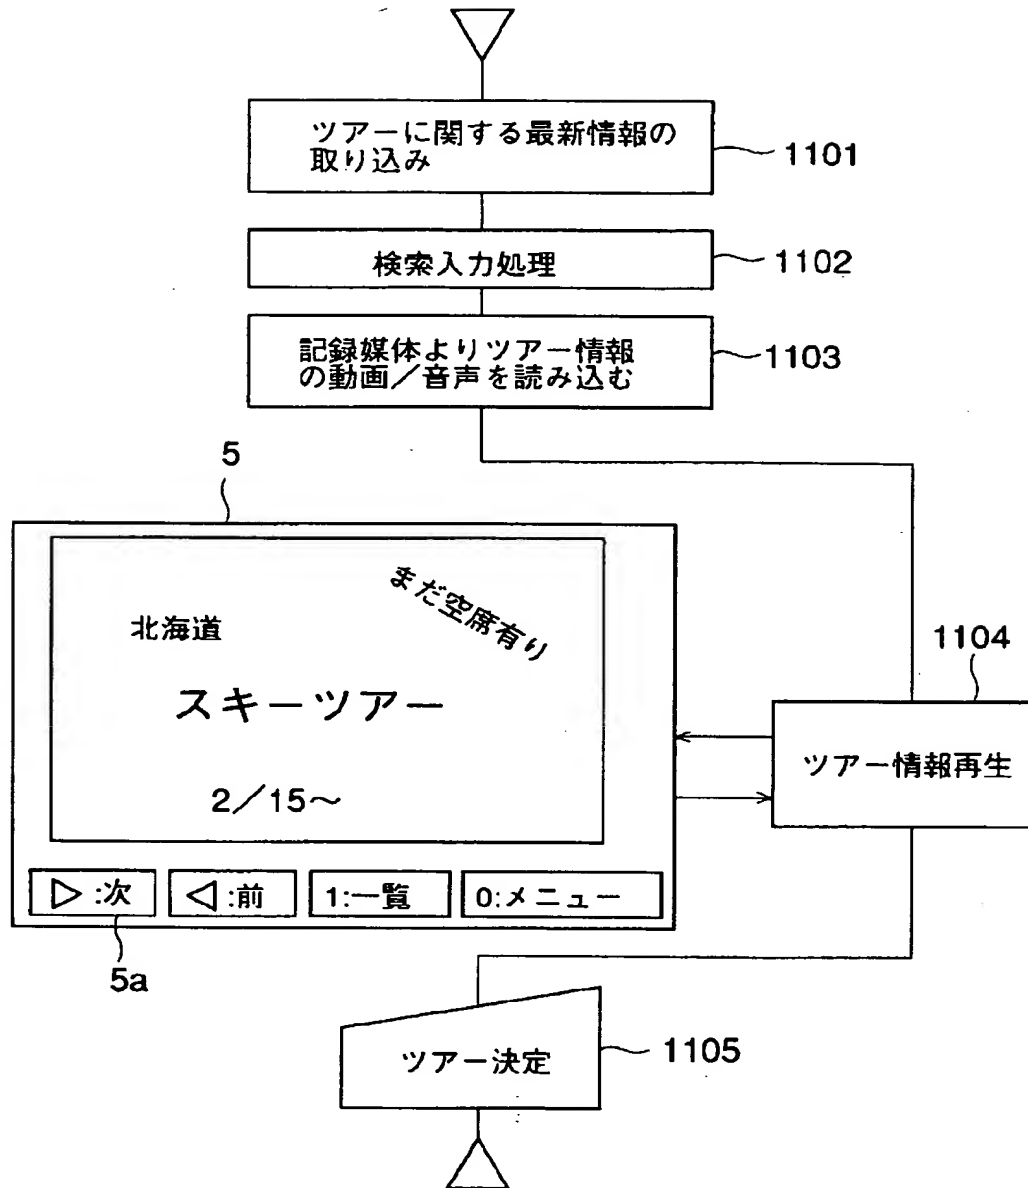 ツアーに関する最新情報の
取り込み
1101
検索入力処理
1102
記録媒体よりツアー情報
の動画／音声を読み込む
1103
5
まだ空席有り
北海道
スキーツアー
2／15～
1104
ツアー情報再生
▷:次
◁:前
1:一覧
0:メニュー
5a
ツアー決定
1105